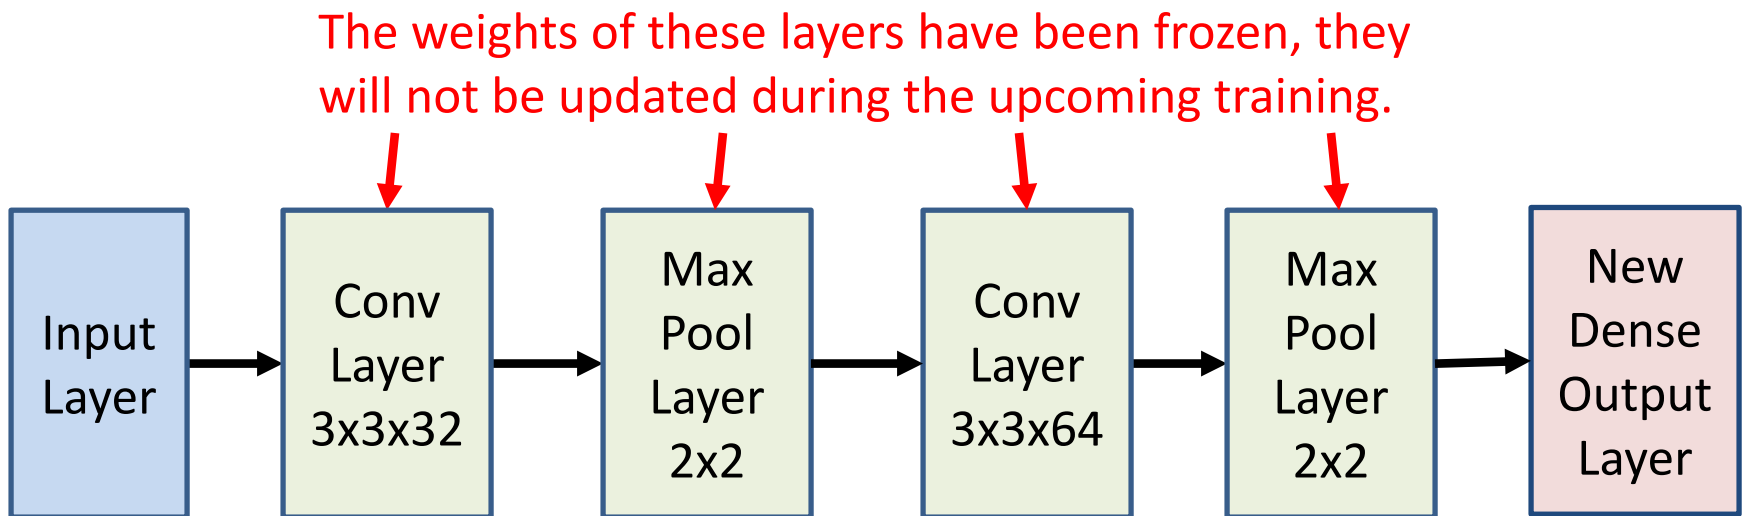 The weights of these layers have been frozen, they
will not be updated during the upcoming training.
Input
Layer
Conv
Layer
3x3x32
Max
Pool
Layer
2x2
Conv
Layer
3x3x64
Max
Pool
Layer
2x2
New
Dense
Output
Layer